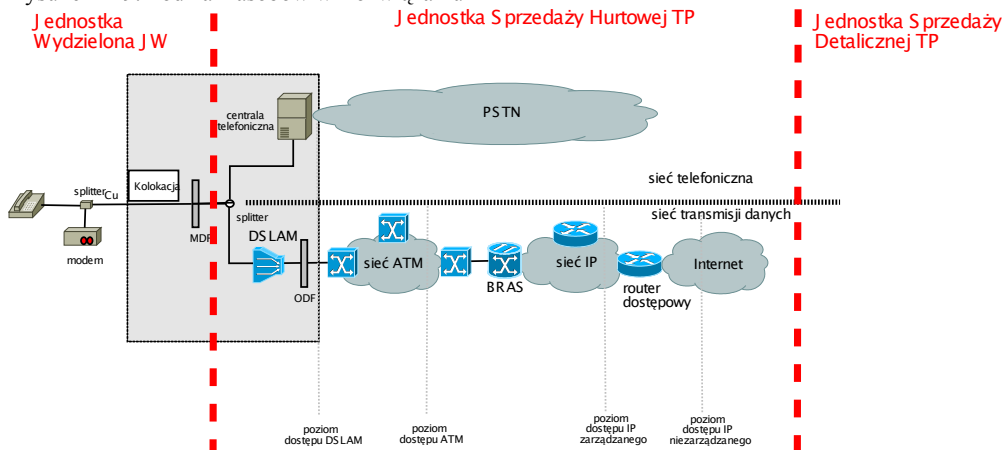 Jednostka
Wydzielona JW
Jednostka Sprzedaży Hurtowej TP
Jednostka Sprzedaży
Detalicznej TP
centrala
telefoniczna
PSTN
splitter
Cu
Kolokacja
sieć telefoniczna
sieć transmisji danych
MDF
splitter
modem
DSLAM
ODF
sieć ATM
BRAS
sieć IP
router
dostępowy
Internet
poziom
dostępu DSLAM
poziom
dostępu ATM
poziom
dostępu IP
zarządzanego
poziom
dostępu IP
niezarządzanego